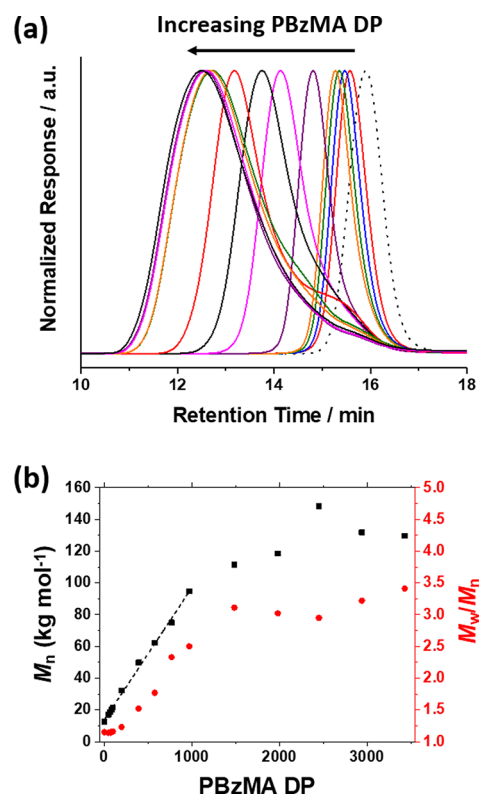 (a)
Increasing PBzMA DP
Normalized Response / a.u.
10 12 14 16 18
Retention Time / min
(b)
160 140 120 100 80 60 40 20 0
Mn (kg mol-1)
5.0 4.5 4.0 3.5 3.0 2.5 2.0 1.5 1.0
Mw/Mn
0 1000 2000 3000
PBzMA DP